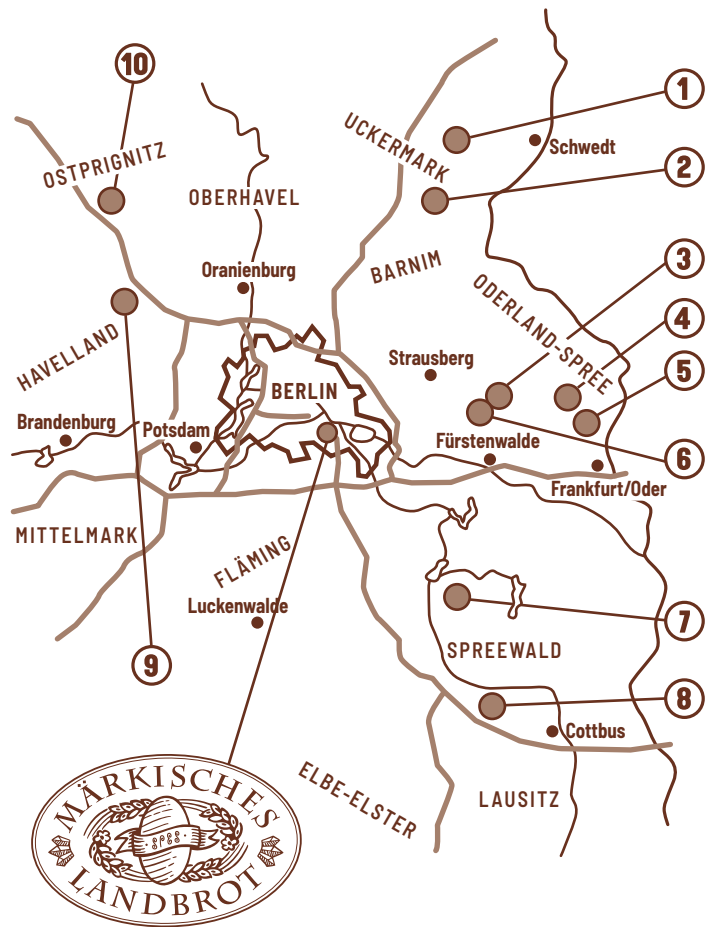 10
1
UCKERMARK
Schwedt
OSTPRIGNITZ
2
OBERHAVEL
3
BARNIM
Oranienburg
ODERLAND-SPREE
4
HAVELLAND
Strausberg
5
BERLIN
Brandenburg
Potsdam
Fürstenwalde
6
Frankfurt/Oder
MITTELMARK
FLÄMING
Luckenwalde
7
SPREEWALD
9
8
Cottbus
ELBE-ELSTER
LAUSITZ
MÄRKISCHES
LANDBROT